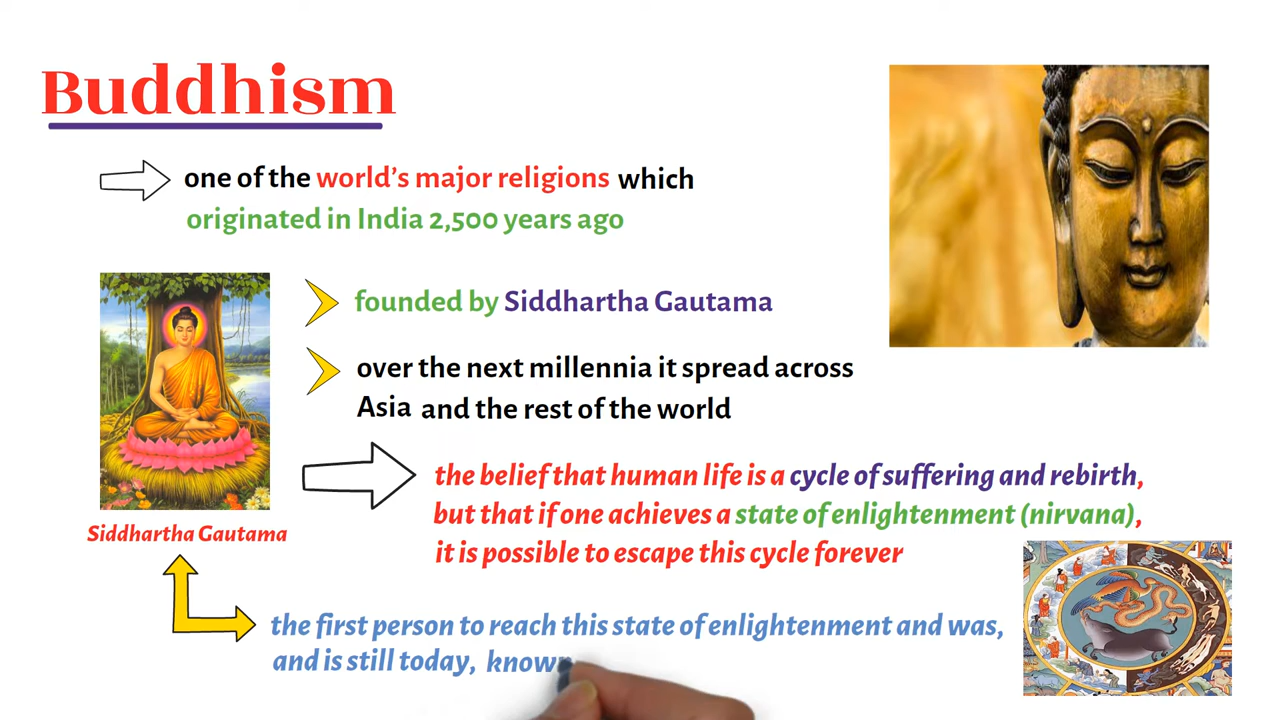 Buddhism
one of the world's major religions which
originated in India 2,500 years ago
founded by Siddhartha Gautama
over the next millennia it spread across
Asia and the rest of the world
the belief that human life is a cycle of suffering and rebirth,
but that if one achieves a state of enlightenment (nirvana),
it is possible to escape this cycle forever
Siddhartha Gautama
the first person to reach this state of enlightenment and was,
and is still today, known